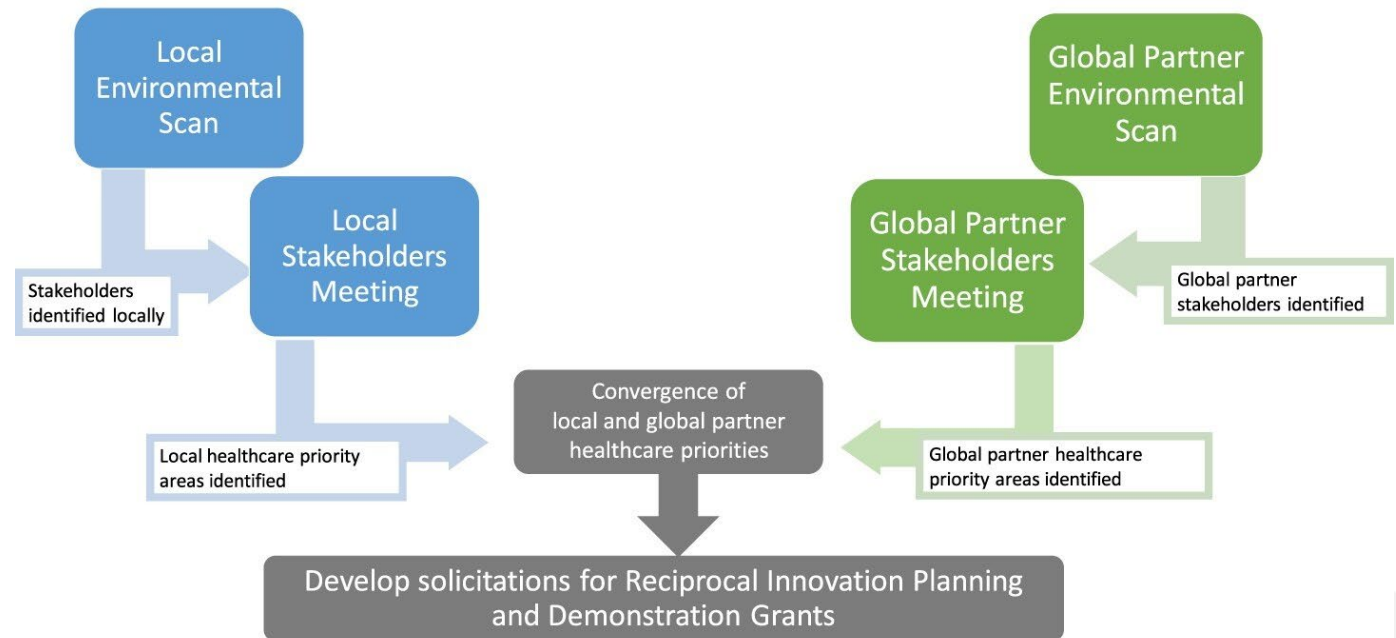 Local
Environmental
Scan
Global Partner
Environmental
Scan
Local
Stakeholders
Meeting
Global Partner
Stakeholders
Meeting
Stakeholders
identified locally
Global partner
stakeholders identified
Convergence of
local and global partner
healthcare priorities
Local healthcare priority
areas identified
Global partner healthcare
priority areas identified
Develop solicitations for Reciprocal Innovation Planning
and Demonstration Grants